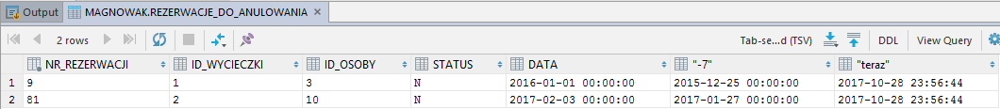 Output MAGNOWAK.REZERWACJE_DO_ANULOWANIA ×
2 rows Tab-se...d (TSV) DDL View Query
NR_REZERWACJI ID_WYCIECZKI ID_OSOBY STATUS DATA "-7" "teraz"
1 9 1 3 N 2016-01-01 00:00:00 2015-12-25 00:00:00 2017-10-28 23:56:44
2 81 2 10 N 2017-02-03 00:00:00 2017-01-27 00:00:00 2017-10-28 23:56:44